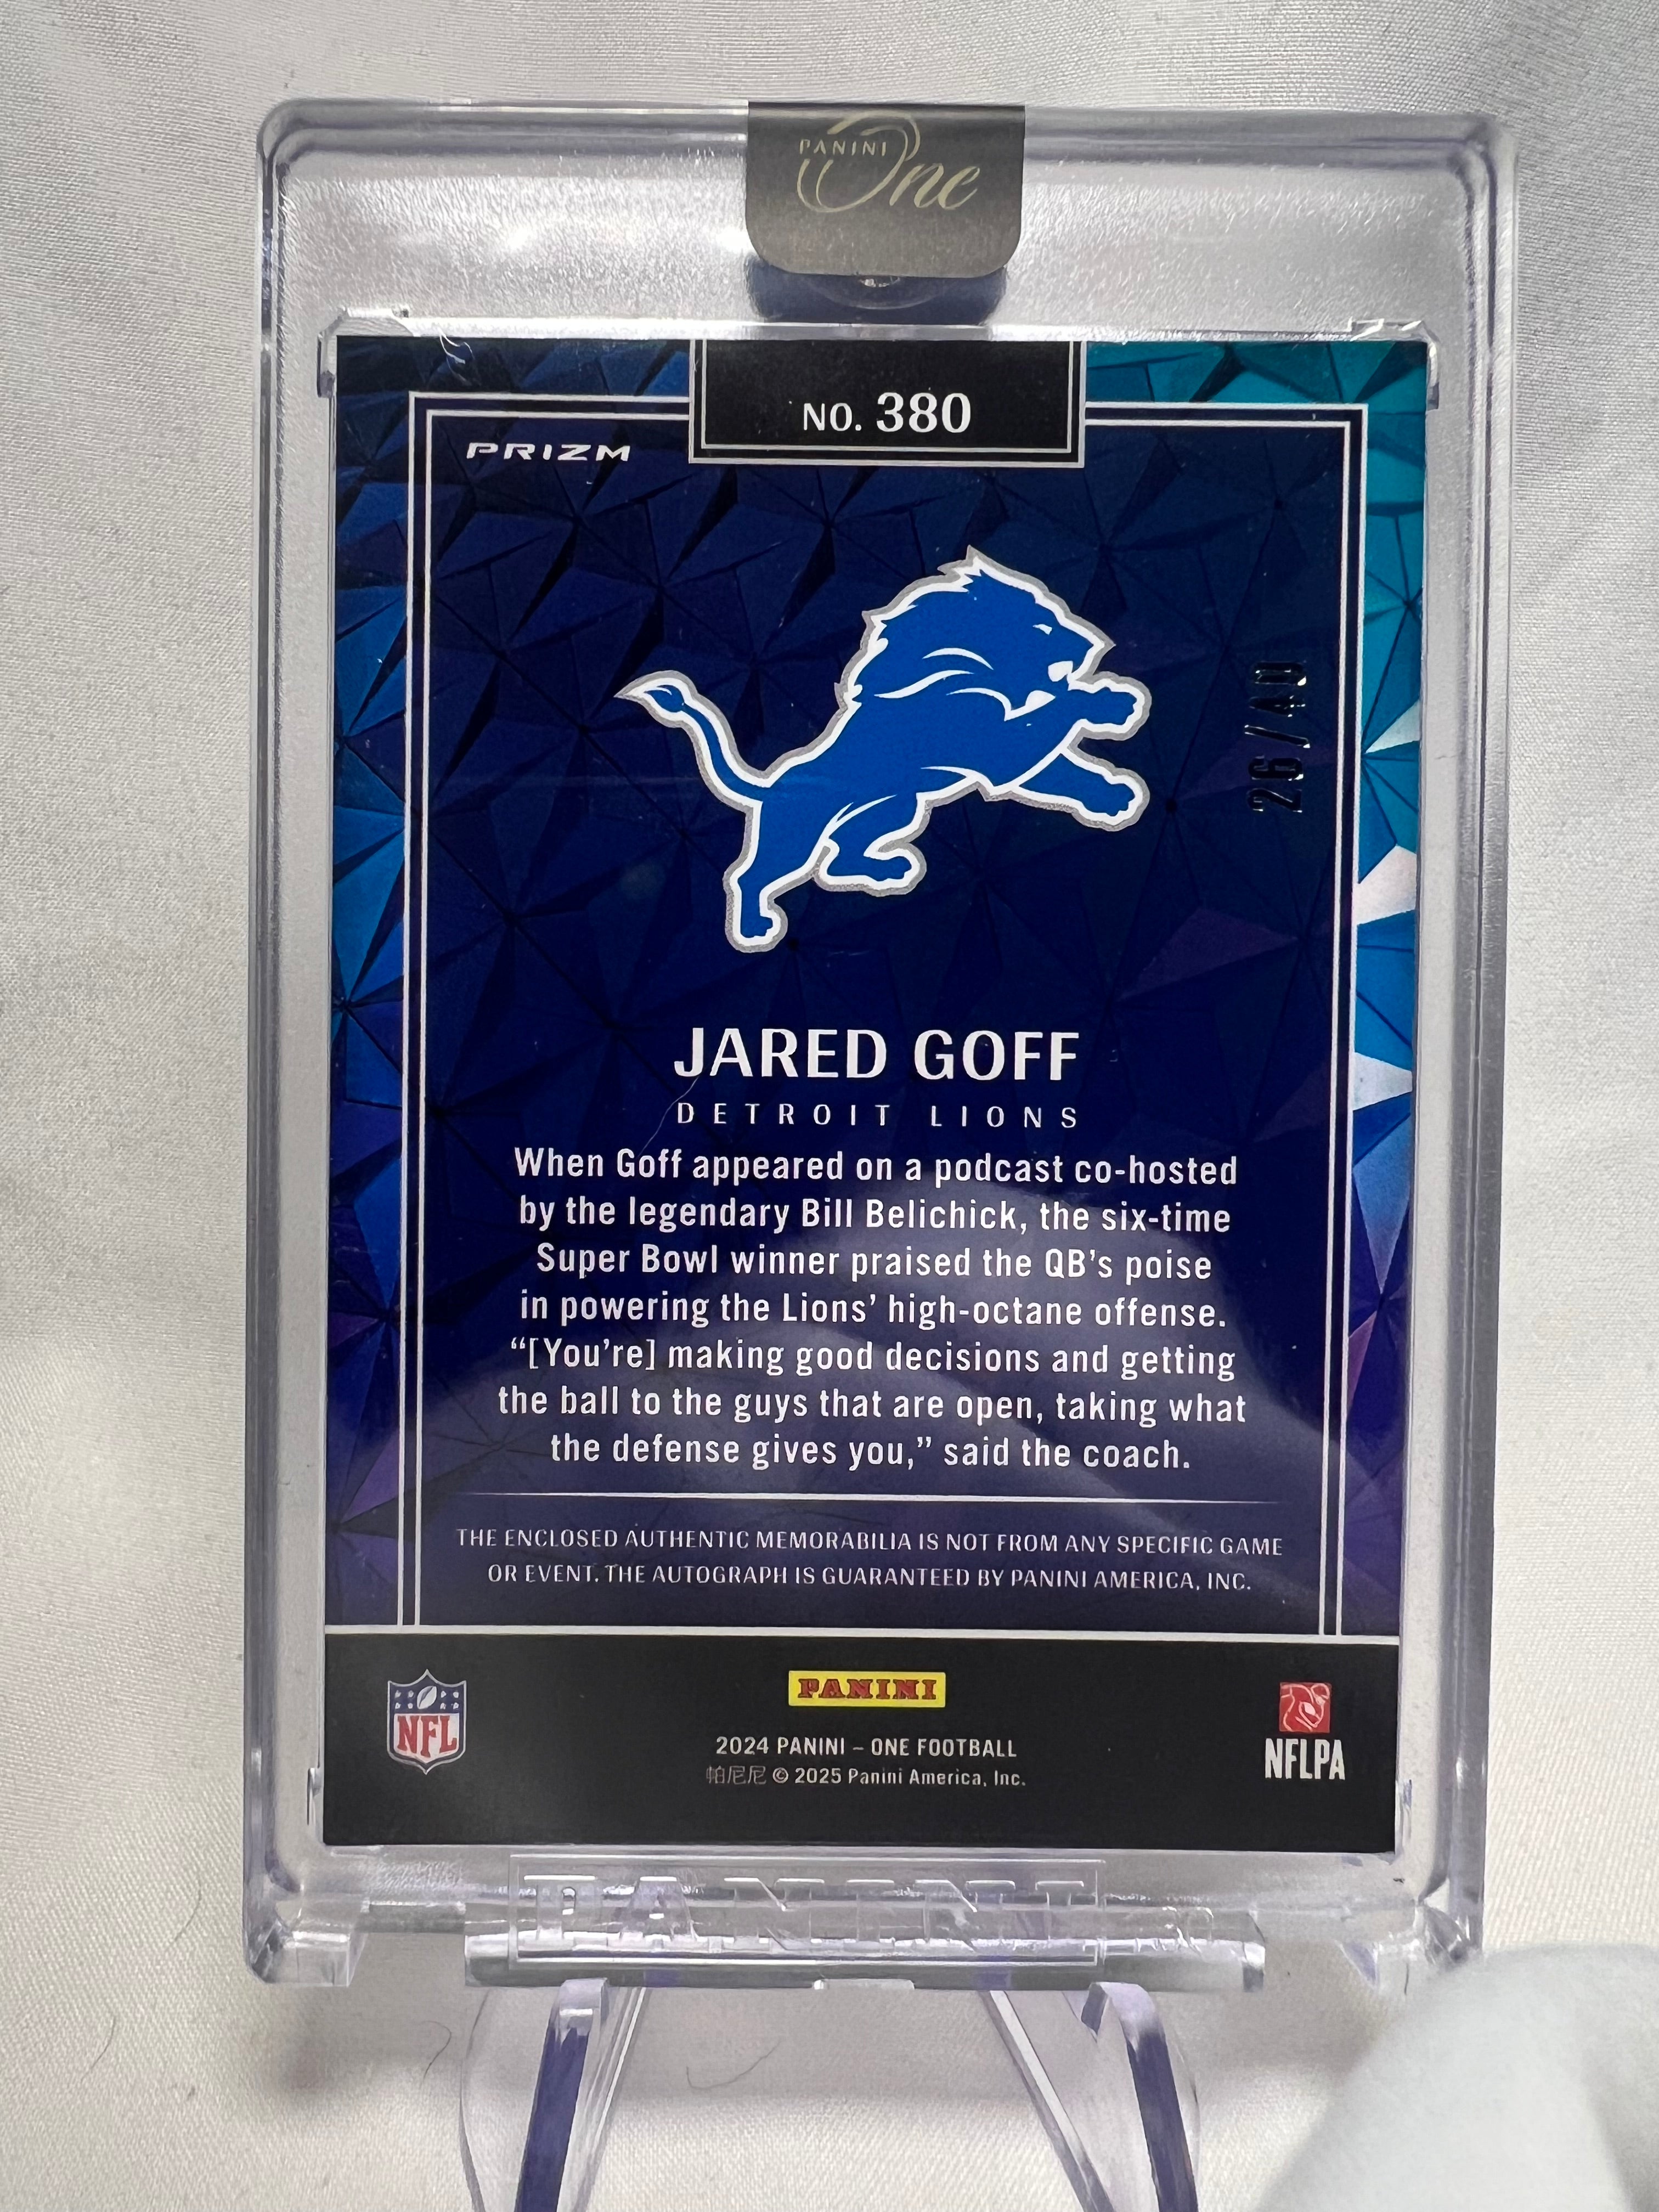 PANINI
One
NO. 380
PRIZM
26/40
JARED GOFF
DETROIT LIONS
When Goff appeared on a podcast co-hosted
by the legendary Bill Belichick, the six-time
Super Bowl winner praised the QB's poise
in powering the Lions' high-octane offense.
“[You're] making good decisions and getting
the ball to the guys that are open, taking what
the defense gives you,” said the coach.
THE ENCLOSED AUTHENTIC MEMORABILIA IS NOT FROM ANY SPECIFIC GAME
OR EVENT. THE AUTOGRAPH IS GUARANTEED BY PANINI AMERICA, INC.
NFL
PANINI
2024 PANINI – ONE FOOTBALL
帕尼尼 © 2025 Panini America, Inc.
NFLPA
PANINI